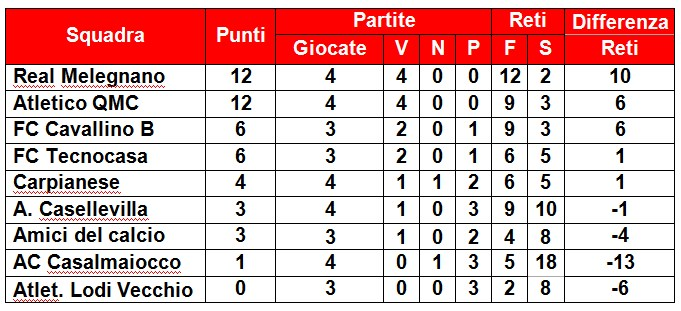 Squadra Punti Partite Reti Differenza
Giocate V N P F S Reti
Real Melegnano 12 4 4 0 0 12 2 10
Atletico QMC 12 4 4 0 0 9 3 6
FC Cavallino B 6 3 2 0 1 9 3 6
FC Tecnocasa 6 3 2 0 1 6 5 1
Carpianese 4 4 1 1 2 6 5 1
A. Casellevilla 3 4 1 0 3 9 10 -1
Amici del calcio 3 3 1 0 2 4 8 -4
AC Casalmaiocco 1 4 0 1 3 5 18 -13
Atlet. Lodi Vecchio 0 3 0 0 3 2 8 -6